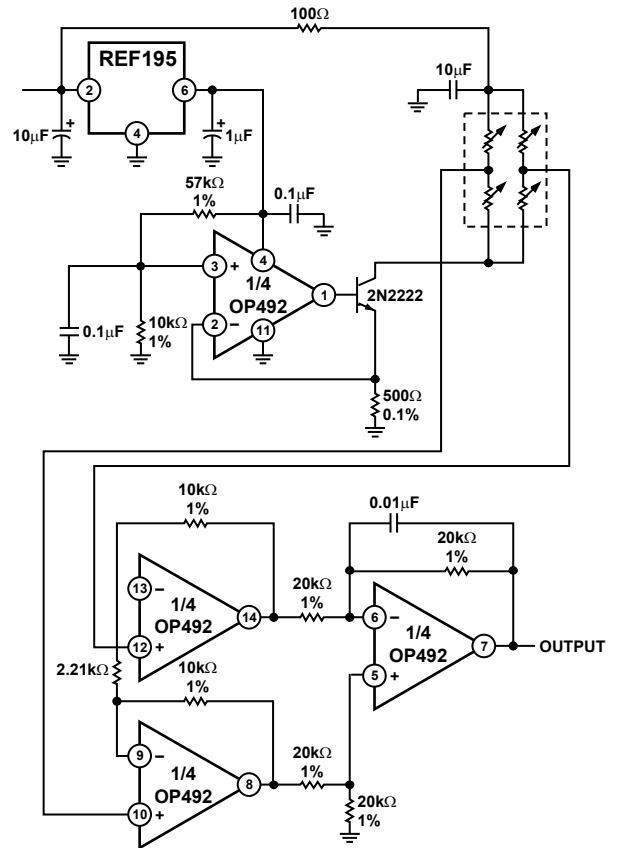 100Ω
REF195
2
6
4
10µF
+
1µF
+
10µF
57kΩ
1%
0.1µF
3
+
4
1/4
OP492
1
2
−
11
2N2222
0.1µF
10kΩ
1%
500Ω
0.1%
10kΩ
1%
0.01µF
20kΩ
1%
13
−
1/4
OP492
14
12
+
20kΩ
1%
6
−
1/4
OP492
7
5
+
OUTPUT
2.21kΩ
10kΩ
1%
9
−
1/4
OP492
8
10
+
20kΩ
1%
20kΩ
1%